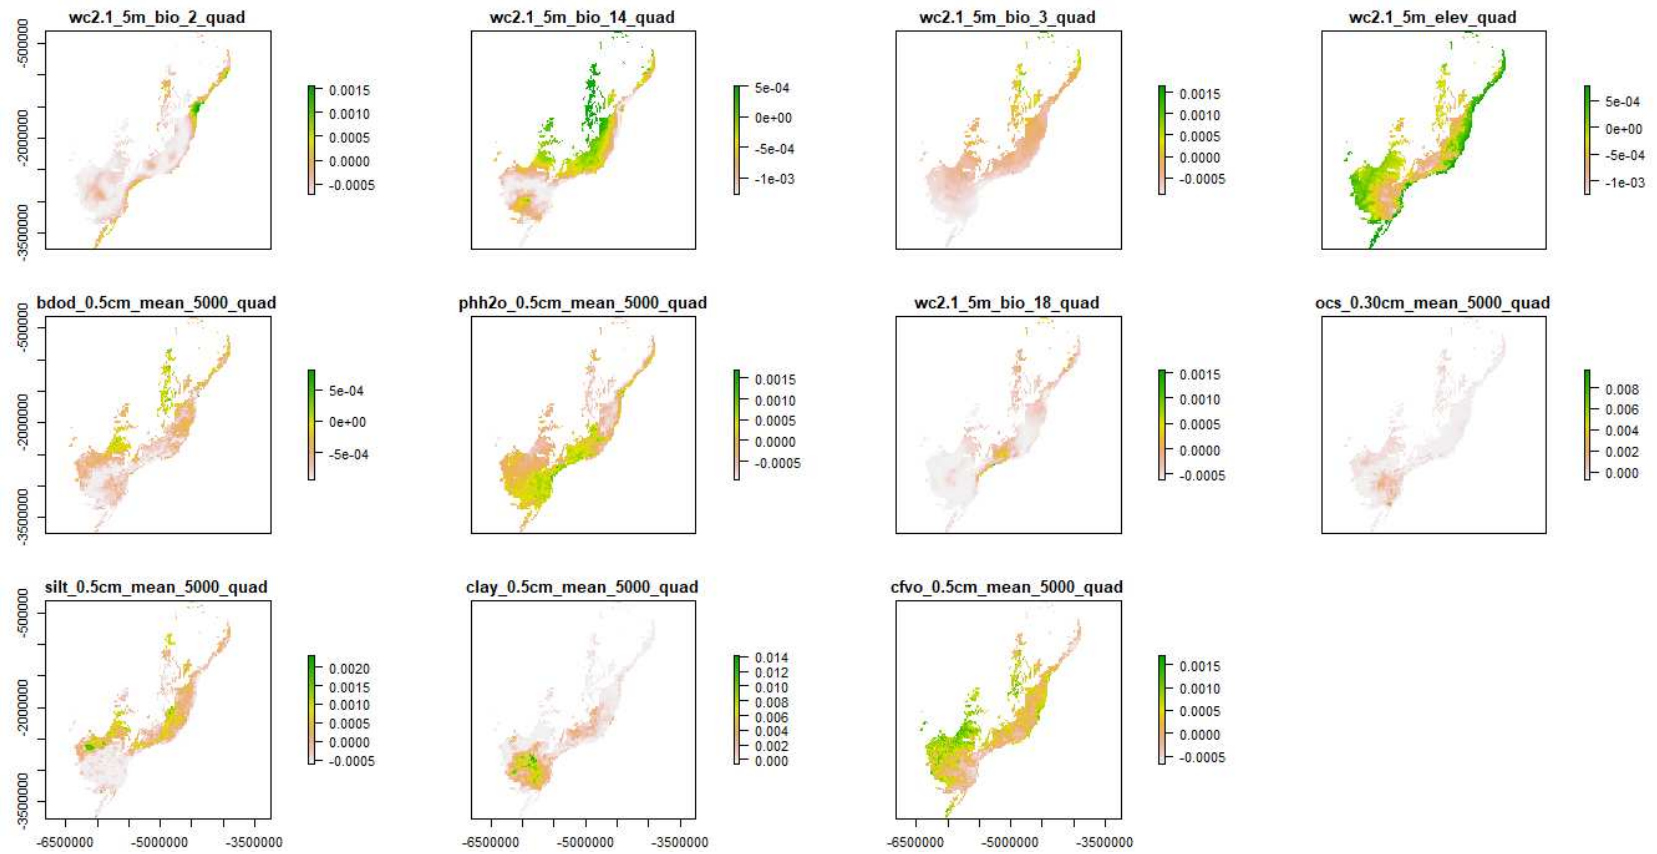 wc2.1_5m_bio_2_quad
wc2.1_5m_bio_14_quad
wc2.1_5m_bio_3_quad
wc2.1_5m_elev_quad
-500000
-2000000
-3500000
0.0015
0.0010
0.0005
0.0000
-0.0005
5e-04
0e+00
-5e-04
-1e-03
0.0015
0.0010
0.0005
0.0000
-0.0005
5e-04
0e+00
-5e-04
-1e-03
bdod_0.5cm_mean_5000_quad
phh2o_0.5cm_mean_5000_quad
wc2.1_5m_bio_18_quad
ocs_0.30cm_mean_5000_quad
-500000
-2000000
-3500000
5e-04
0e+00
-5e-04
0.0015
0.0010
0.0005
0.0000
-0.0005
0.0015
0.0010
0.0005
0.0000
-0.0005
0.008
0.006
0.004
0.002
0.000
silt_0.5cm_mean_5000_quad
clay_0.5cm_mean_5000_quad
cfvo_0.5cm_mean_5000_quad
-500000
-2000000
-3500000
0.0020
0.0015
0.0010
0.0005
0.0000
-0.0005
0.014
0.012
0.010
0.008
0.006
0.004
0.002
0.000
0.0015
0.0010
0.0005
0.0000
-0.0005
-6500000 -5000000 -3500000
-6500000 -5000000 -3500000
-6500000 -5000000 -3500000